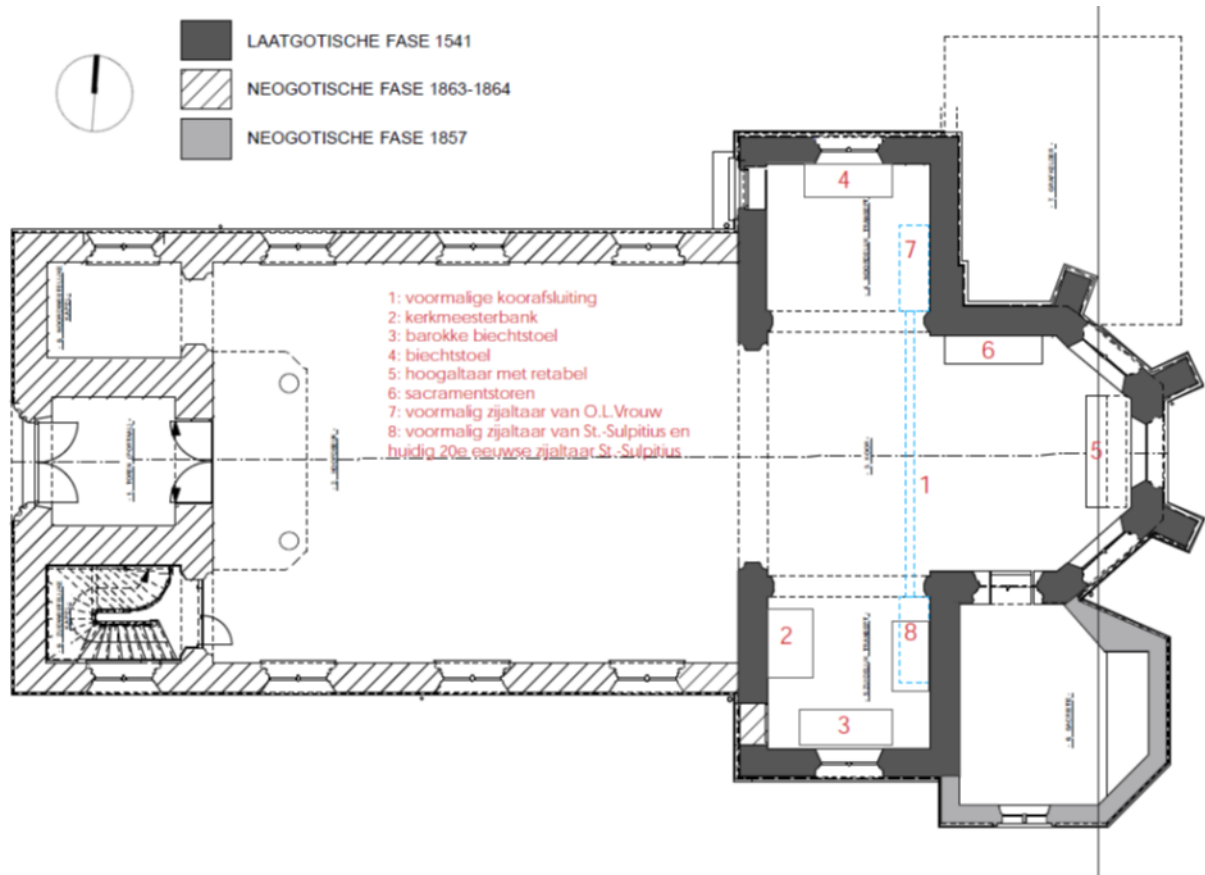 LAATGOTISCHE FASE 1541
NEOGOTISCHE FASE 1863-1864
NEOGOTISCHE FASE 1857
1: voormalige koorafsluiting
2: kerkmeesterbank
3: barokke biechtstoel
4: biechtstoel
5: hoogaltaar met retabel
6: sacramentstoren
7: voormalig zijaltaar van O.L.Vrouw
8: voormalig zijaltaar van St.-Sulpitius en
huidig 20e eeuwse zijaltaar St.-Sulpitius
4
7
6
5
1
2
8
3